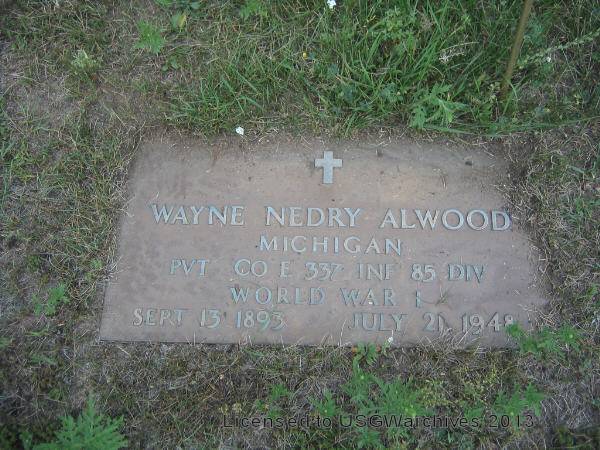 WAYNE NEDRY ALWOOD
MICHIGAN
PVT CO E 337 INF 85 DIV
WORLD WAR I
SEPT 13 1893 JULY 21 1948
Licensed to USGWarchives 2013